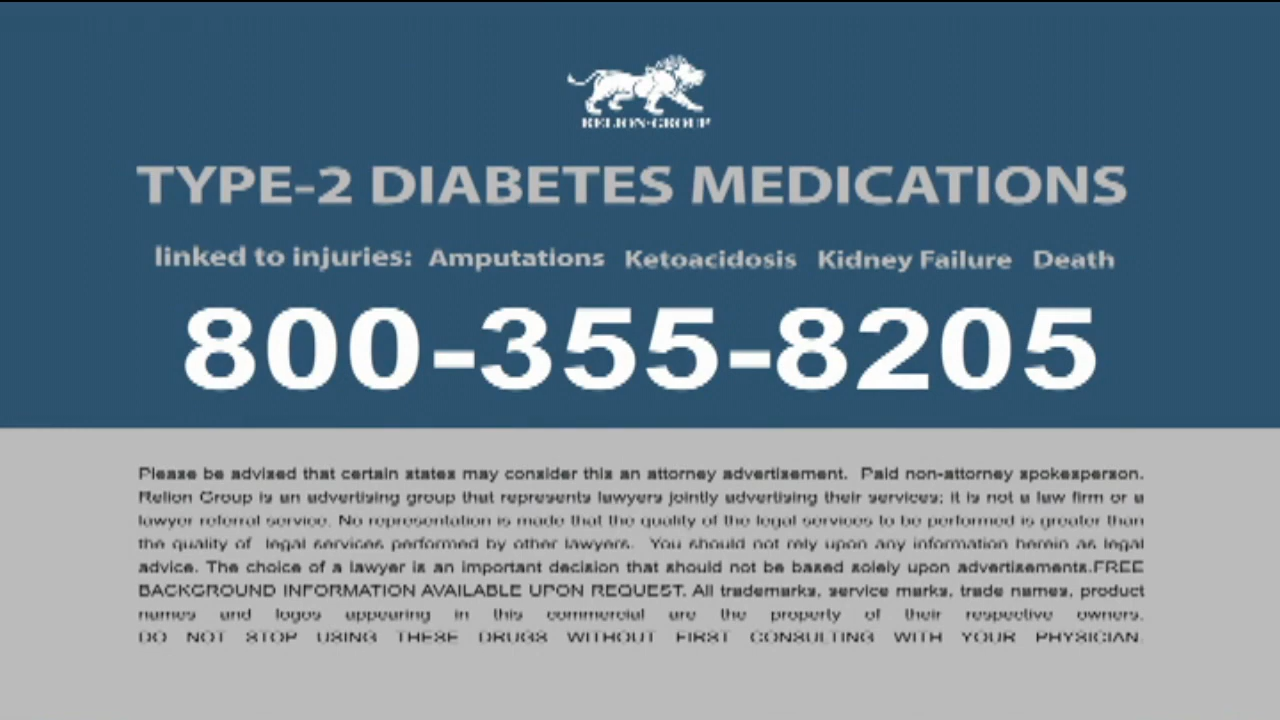 RELION·GROUP
TYPE-2 DIABETES MEDICATIONS
linked to injuries: Amputations Ketoacidosis Kidney Failure Death
800-355-8205
Please be advised that certain states may consider this an attorney advertisement. Paid non-attorney spokesperson.
Relion Group is an advertising group that represents lawyers jointly advertising their services; it is not a law firm or a
lawyer referral service. No representation is made that the quality of the legal services to be performed is greater than
the quality of legal services performed by other lawyers. You should not rely upon any information herein as legal
advice. The choice of a lawyer is an important decision that should not be based solely upon advertisements.FREE
BACKGROUND INFORMATION AVAILABLE UPON REQUEST. All trademarks, service marks, trade names, product
names and logos appearing in this commercial are the property of their respective owners.
DO NOT STOP USING THESE DRUGS WITHOUT FIRST CONSULTING WITH YOUR PHYSICIAN.